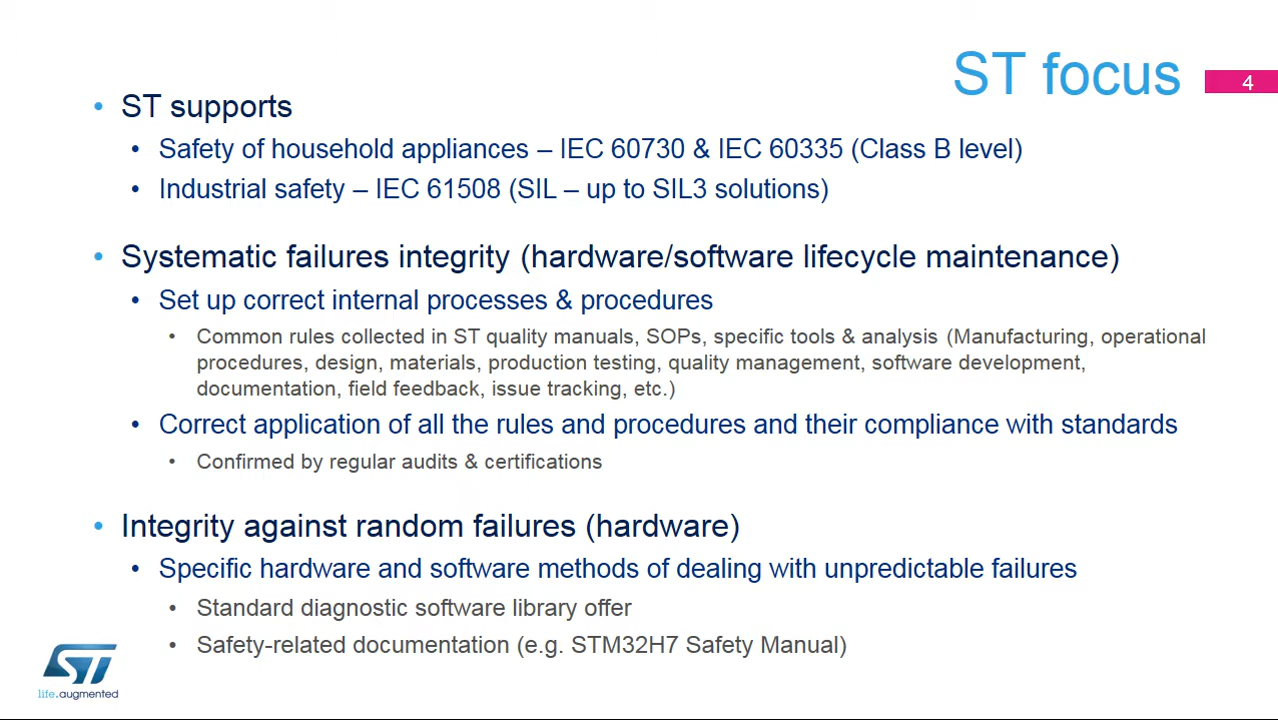 ST focus
4
• ST supports
• Safety of household appliances – IEC 60730 & IEC 60335 (Class B level)
• Industrial safety – IEC 61508 (SIL – up to SIL3 solutions)
• Systematic failures integrity (hardware/software lifecycle maintenance)
• Set up correct internal processes & procedures
• Common rules collected in ST quality manuals, SOPs, specific tools & analysis (Manufacturing, operational
procedures, design, materials, production testing, quality management, software development,
documentation, field feedback, issue tracking, etc.)
• Correct application of all the rules and procedures and their compliance with standards
• Confirmed by regular audits & certifications
• Integrity against random failures (hardware)
• Specific hardware and software methods of dealing with unpredictable failures
• Standard diagnostic software library offer
• Safety-related documentation (e.g. STM32H7 Safety Manual)
ST
life.augmented